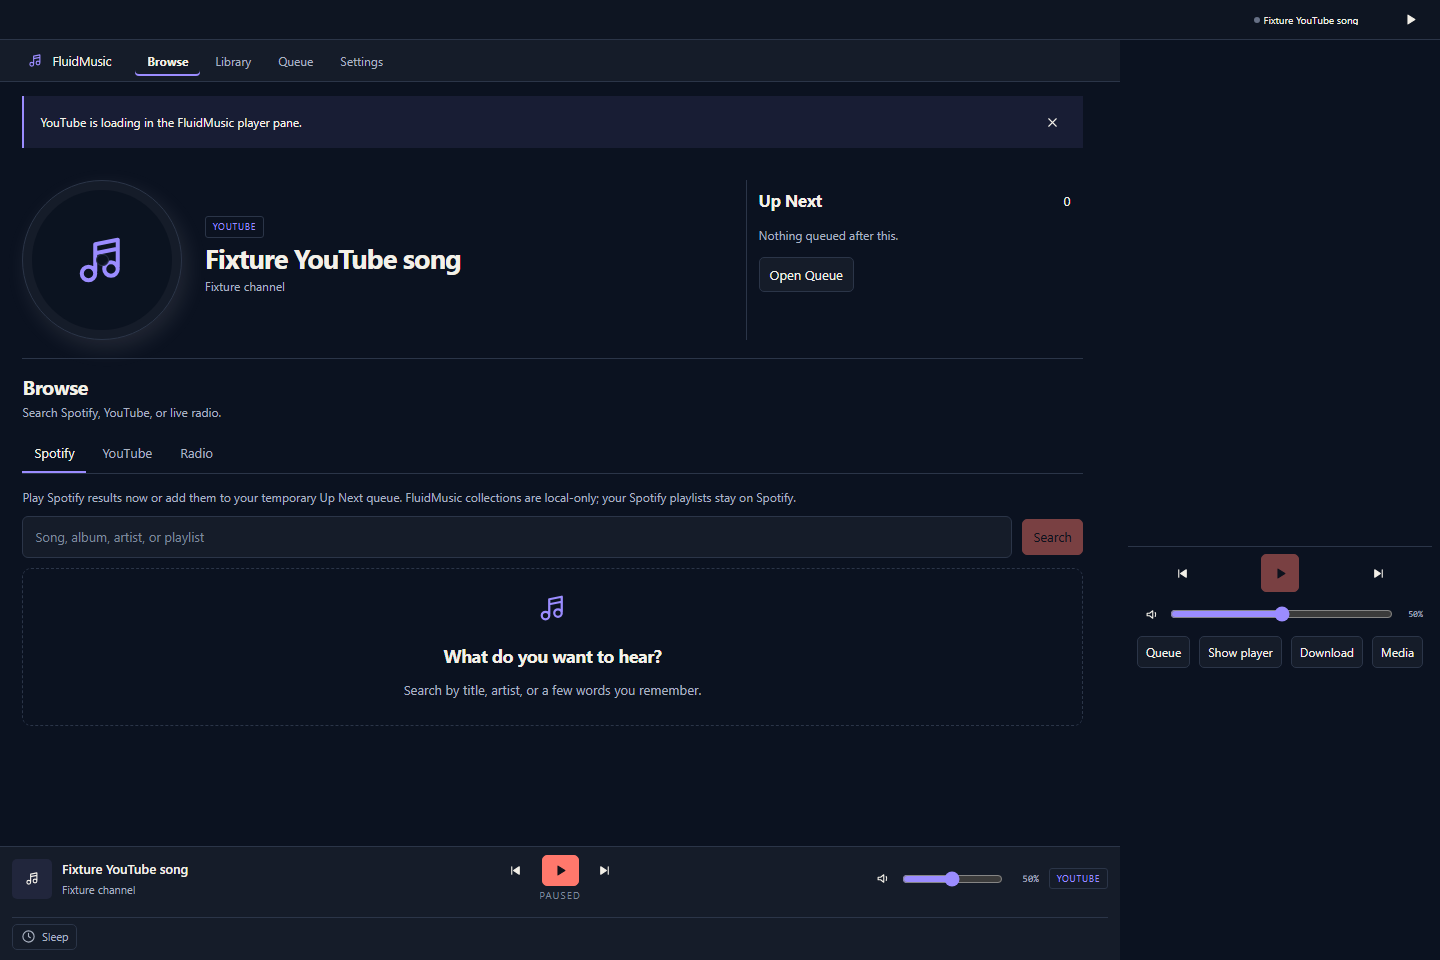 Fixture YouTube song
FluidMusic
Browse
Library
Queue
Settings
YouTube is loading in the FluidMusic player pane.
YOUTUBE
Fixture YouTube song
Fixture channel
Up Next
0
Nothing queued after this.
Open Queue
Browse
Search Spotify, YouTube, or live radio.
Spotify
YouTube
Radio
Play Spotify results now or add them to your temporary Up Next queue. FluidMusic collections are local-only; your Spotify playlists stay on Spotify.
Song, album, artist, or playlist
Search
What do you want to hear?
Search by title, artist, or a few words you remember.
50%
Queue
Show player
Download
Media
Fixture YouTube song
Fixture channel
PAUSED
50%
YOUTUBE
Sleep